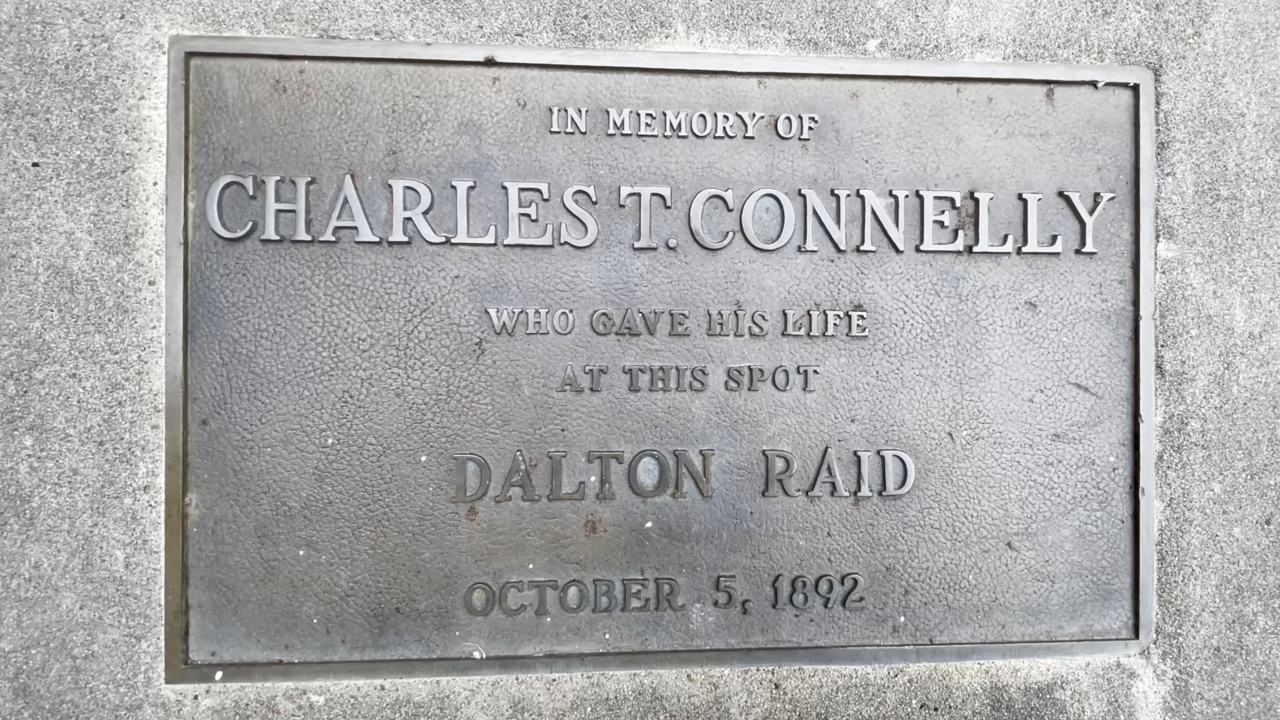 IN MEMORY OF
CHARLES T. CONNELLY
WHO GAVE HIS LIFE
AT THIS SPOT
DALTON RAID
OCTOBER 5, 1892